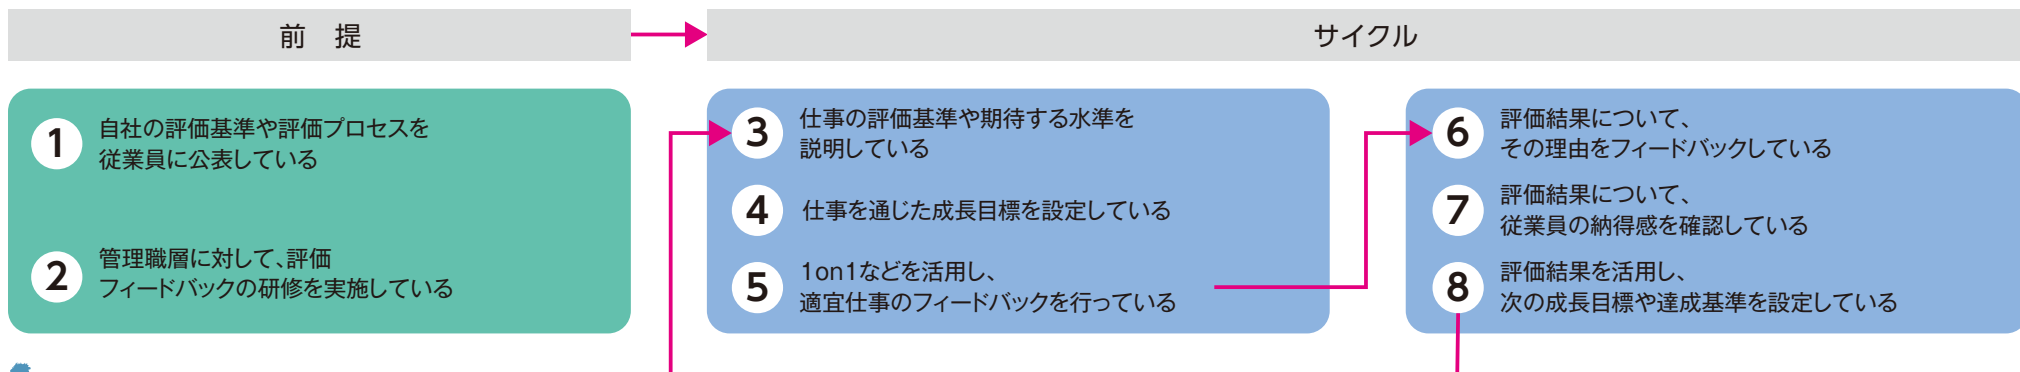 前　提
サイクル
1
自社の評価基準や評価プロセスを
従業員に公表している
2
管理職層に対して、評価
フィードバックの研修を実施している
3
仕事の評価基準や期待する水準を
説明している
4
仕事を通じた成長目標を設定している
5
1on1などを活用し、
適宜仕事のフィードバックを行っている
6
評価結果について、
その理由をフィードバックしている
7
評価結果について、
従業員の納得感を確認している
8
評価結果を活用し、
次の成長目標や達成基準を設定している